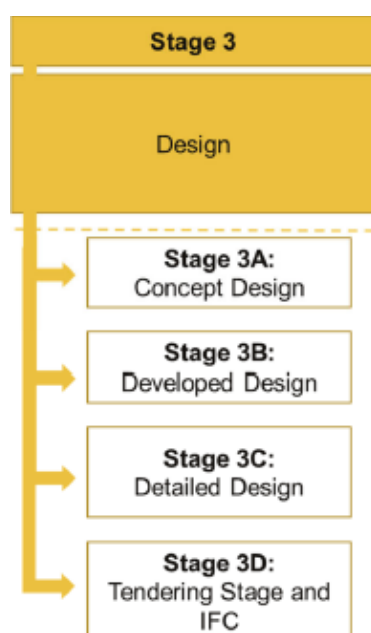 Stage 3
Design
Stage 3A:
Concept Design
Stage 3B:
Developed Design
Stage 3C:
Detailed Design
Stage 3D:
Tendering Stage and
IFC